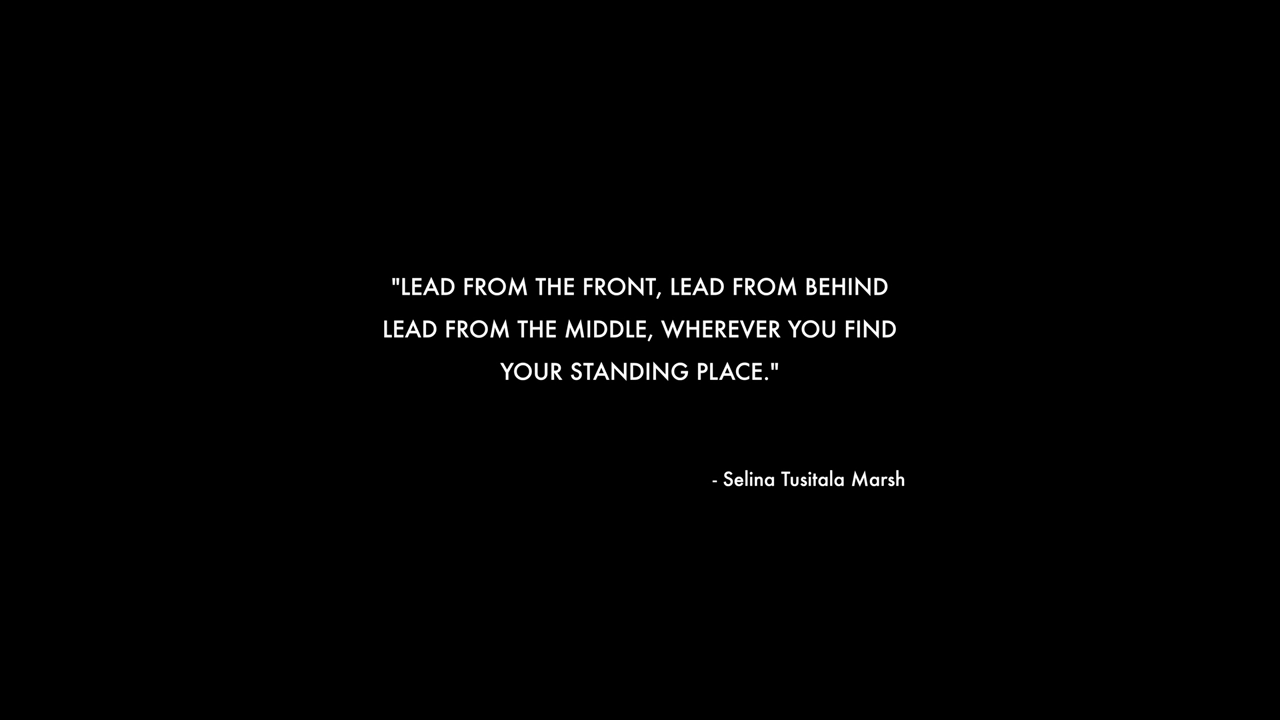 "LEAD FROM THE FRONT, LEAD FROM BEHIND
LEAD FROM THE MIDDLE, WHEREVER YOU FIND
YOUR STANDING PLACE."
- Selina Tusitala Marsh